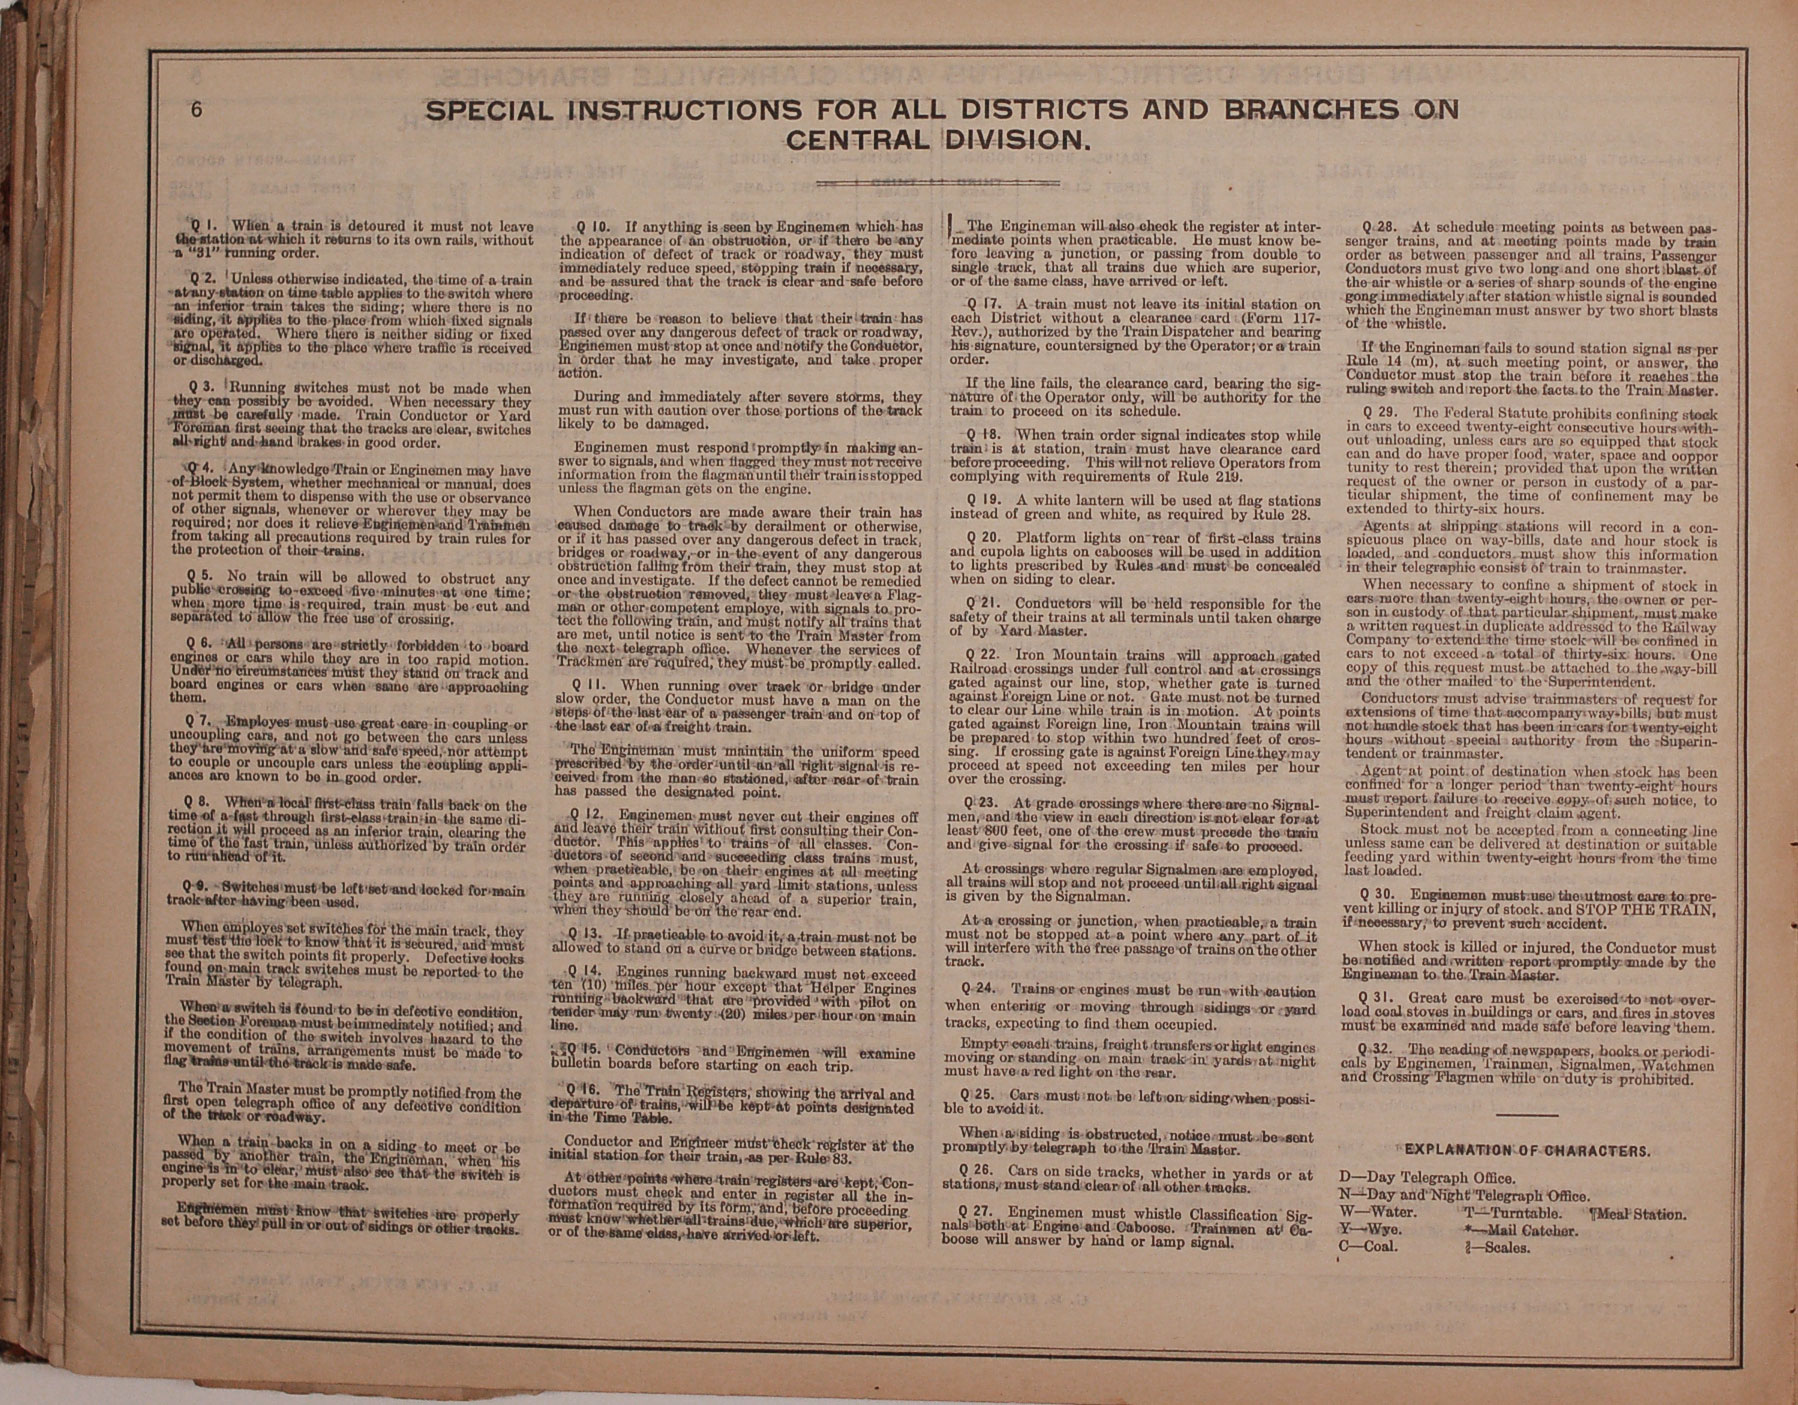 6
SPECIAL INSTRUCTIONS FOR ALL DISTRICTS AND BRANCHES ON
CENTRAL DIVISION.
Q 1. When a train is detoured it must not leave
the station at which it returns to its own rails, without
a "31" running order.
Q 2. Unless otherwise indicated, the time of a train
at any station on time table applies to the switch where
an inferior train takes the siding; where there is no
siding, it applies to the place from which fixed signals
are operated. Where there is neither siding or fixed
signal, it applies to the place where traffic is received
or discharged.
Q 3. Running switches must not be made when
they can possibly be avoided. When necessary they
must be carefully made. Train Conductor or Yard
Foreman first seeing that the tracks are clear, switches
all right and hand brakes in good order.
Q 4. Any knowledge Train or Enginemen may have
of Block System, whether mechanical or manual, does
not permit them to dispense with the use or observance
of other signals, whenever or wherever they may be
required; nor does it relieve Enginemen and Trainmen
from taking all precautions required by train rules for
the protection of their trains.
Q 5. No train will be allowed to obstruct any
public crossing to exceed five minutes at one time;
when more time is required, train must be cut and
separated to allow the free use of crossing.
Q 6. All persons are strictly forbidden to board
engines or cars while they are in too rapid motion.
Under no circumstances must they stand on track and
board engines or cars when same are approaching
them.
Q 7. Employes must use great care in coupling or
uncoupling cars, and not go between the cars unless
they are moving at a slow and safe speed, nor attempt
to couple or uncouple cars unless the coupling appli-
ances are known to be in good order.
Q 8. When a local first-class train falls back on the
time of a fast through first-class train in the same di-
rection it will proceed as an inferior train, clearing the
time of the fast train, unless authorized by train order
to run ahead of it.
Q 9. Switches must be left set and locked for main
track after having been used.
When employes set switches for the main track, they
must test the lock to know that it is secured, and must
see that the switch points fit properly. Defective locks
found on main track switches must be reported to the
Train Master by telegraph.
When a switch is found to be in defective condition,
the Section Foreman must be immediately notified; and
if the condition of the switch involves hazard to the
movement of trains, arrangements must be made to
flag trains until the track is made safe.
The Train Master must be promptly notified from the
first open telegraph office of any defective condition
of the track or roadway.
When a train backs in on a siding to meet or be
passed by another train, the Engineman, when his
engine is in to clear, must also see that the switch is
properly set for the main track.
Enginemen must know that switches are properly
set before they pull in or out of sidings or other tracks.
Q 10. If anything is seen by Enginemen which has
the appearance of an obstruction, or if there be any
indication of defect of track or roadway, they must
immediately reduce speed, stopping train if necessary,
and be assured that the track is clear and safe before
proceeding.
If there be reason to believe that their train has
passed over any dangerous defect of track or roadway,
Enginemen must stop at once and notify the Conductor,
in order that he may investigate, and take proper
action.
During and immediately after severe storms, they
must run with caution over those portions of the track
likely to be damaged.
Enginemen must respond promptly in making an-
swer to signals, and when flagged they must not receive
information from the flagman until their train is stopped
unless the flagman gets on the engine.
When Conductors are made aware their train has
caused damage to track by derailment or otherwise,
or if it has passed over any dangerous defect in track,
bridges or roadway, or in the event of any dangerous
obstruction falling from their train, they must stop at
once and investigate. If the defect cannot be remedied
or the obstruction removed, they must leave a Flag-
man or other competent employe, with signals to pro-
tect the following train, and must notify all trains that
are met, until notice is sent to the Train Master from
the next telegraph office. Whenever the services of
Trackmen are required, they must be promptly called.
Q 11. When running over track or bridge under
slow order, the Conductor must have a man on the
steps of the last car of a passenger train and on top of
the last car of a freight train.
The Engineman must maintain the uniform speed
prescribed by the order until an all right signal is re-
ceived from the man so stationed, after rear of train
has passed the designated point.
Q 12. Enginemen must never cut their engines off
and leave their train without first consulting their Con-
ductor. This applies to trains of all classes. Con-
ductors of second and succeeding class trains must,
when practicable, be on their engines at all meeting
points and approaching all yard limit stations, unless
they are running closely ahead of a superior train,
when they should be on the rear end.
Q 13. If practicable to avoid it, a train must not be
allowed to stand on a curve or bridge between stations.
Q 14. Engines running backward must not exceed
ten (10) miles per hour except that Helper Engines
running backward that are provided with pilot on
tender may run twenty (20) miles per hour on main
line.
Q 15. Conductors and Enginemen will examine
bulletin boards before starting on each trip.
Q 16. The Train Registers, showing the arrival and
departure of trains, will be kept at points designated
in the Time Table.
Conductor and Engineer must check register at the
initial station for their train, as per Rule 83.
At other points where train registers are kept, Con-
ductors must check and enter in register all the in-
formation required by its form, and, before proceeding
must know whether all trains due, which are superior,
or of the same class, have arrived or left.
The Engineman will also check the register at inter-
mediate points when practicable. He must know be-
fore leaving a junction, or passing from double to
single track, that all trains due which are superior,
or of the same class, have arrived or left.
Q 17. A train must not leave its initial station on
each District without a clearance card (Form 117-
Rev.), authorized by the Train Dispatcher and bearing
his signature, countersigned by the Operator; or a train
order.
If the line fails, the clearance card, bearing the sig-
nature of the Operator only, will be authority for the
train to proceed on its schedule.
Q 18. When train order signal indicates stop while
train is at station, train must have clearance card
before proceeding. This will not relieve Operators from
complying with requirements of Rule 219.
Q 19. A white lantern will be used at flag stations
instead of green and white, as required by Rule 28.
Q 20. Platform lights on rear of first-class trains
and cupola lights on cabooses will be used in addition
to lights prescribed by Rules and must be concealed
when on siding to clear.
Q 21. Conductors will be held responsible for the
safety of their trains at all terminals until taken charge
of by Yard Master.
Q 22. Iron Mountain trains will approach gated
Railroad crossings under full control and at crossings
gated against our line, stop, whether gate is turned
against Foreign Line or not. Gate must not be turned
to clear our Line while train is in motion. At points
gated against Foreign line, Iron Mountain trains will
be prepared to stop within two hundred feet of cros-
sing. If crossing gate is against Foreign Line they may
proceed at speed not exceeding ten miles per hour
over the crossing.
Q 23. At grade crossings where there are no Signal-
men, and the view in each direction is not clear for at
least 800 feet, one of the crew must precede the train
and give signal for the crossing if safe to proceed.
At crossings where regular Signalmen are employed,
all trains will stop and not proceed until all right signal
is given by the Signalman.
At a crossing or junction, when practicable, a train
must not be stopped at a point where any part of it
will interfere with the free passage of trains on the other
track.
Q 24. Trains or engines must be run with caution
when entering or moving through sidings or yard
tracks, expecting to find them occupied.
Empty coach trains, freight transfers or light engines
moving or standing on main track in yards at night
must have a red light on the rear.
Q 25. Cars must not be left on siding when possi-
ble to avoid it.
When a siding is obstructed, notice must be sent
promptly by telegraph to the Train Master.
Q 26. Cars on side tracks, whether in yards or at
stations, must stand clear of all other tracks.
Q 27. Enginemen must whistle Classification Sig-
nals both at Engine and Caboose. Trainmen at Ca-
boose will answer by hand or lamp signal.
Q 28. At schedule meeting points as between pas-
senger trains, and at meeting points made by train
order as between passenger and all trains, Passenger
Conductors must give two long and one short blast of
the air whistle or a series of sharp sounds of the engine
gong immediately after station whistle signal is sounded
which the Engineman must answer by two short blasts
of the whistle.
If the Engineman fails to sound station signal as per
Rule 14 (m), at such meeting point, or answer, the
Conductor must stop the train before it reaches the
ruling switch and report the facts to the Train Master.
Q 29. The Federal Statute prohibits confining stock
in cars to exceed twenty-eight consecutive hours with-
out unloading, unless cars are so equipped that stock
can and do have proper food, water, space and ooppor
tunity to rest therein; provided that upon the written
request of the owner or person in custody of a par-
ticular shipment, the time of confinement may be
extended to thirty-six hours.
Agents at shipping stations will record in a con-
spicuous place on way-bills, date and hour stock is
loaded, and conductors must show this information
in their telegraphic consist of train to trainmaster.
When necessary to confine a shipment of stock in
cars more than twenty-eight hours, the owner or per-
son in custody of that particular shipment, must make
a written request in duplicate addressed to the Railway
Company to extend the time stock will be confined in
cars to not exceed a total of thirty-six hours. One
copy of this request must be attached to the way-bill
and the other mailed to the Superintendent.
Conductors must advise trainmasters of request for
extensions of time that accompany way-bills, but must
not handle stock that has been in cars for twenty-eight
hours without special authority from the Superin-
tendent or trainmaster.
Agent at point of destination when stock has been
confined for a longer period than twenty-eight hours
must report failure to receive copy of such notice, to
Superintendent and freight claim agent.
Stock must not be accepted from a connecting line
unless same can be delivered at destination or suitable
feeding yard within twenty-eight hours from the time
last loaded.
Q 30. Enginemen must use the utmost care to pre-
vent killing or injury of stock. and STOP THE TRAIN,
if necessary, to prevent such accident.
When stock is killed or injured, the Conductor must
be notified and written report promptly made by the
Engineman to the Train Master.
Q 31. Great care must be exercised to not over-
load coal stoves in buildings or cars, and fires in stoves
must be examined and made safe before leaving them.
Q 32. The reading of newspapers, books or periodi-
cals by Enginemen, Trainmen, Signalmen, Watchmen
and Crossing Flagmen while on duty is prohibited.
EXPLANATION OF CHARACTERS.
D—Day Telegraph Office.
N—Day and Night Telegraph Office.
W—Water. T—Turntable. ¶Meal Station.
Y—Wye. *—Mail Catcher.
C—Coal. —Scales.